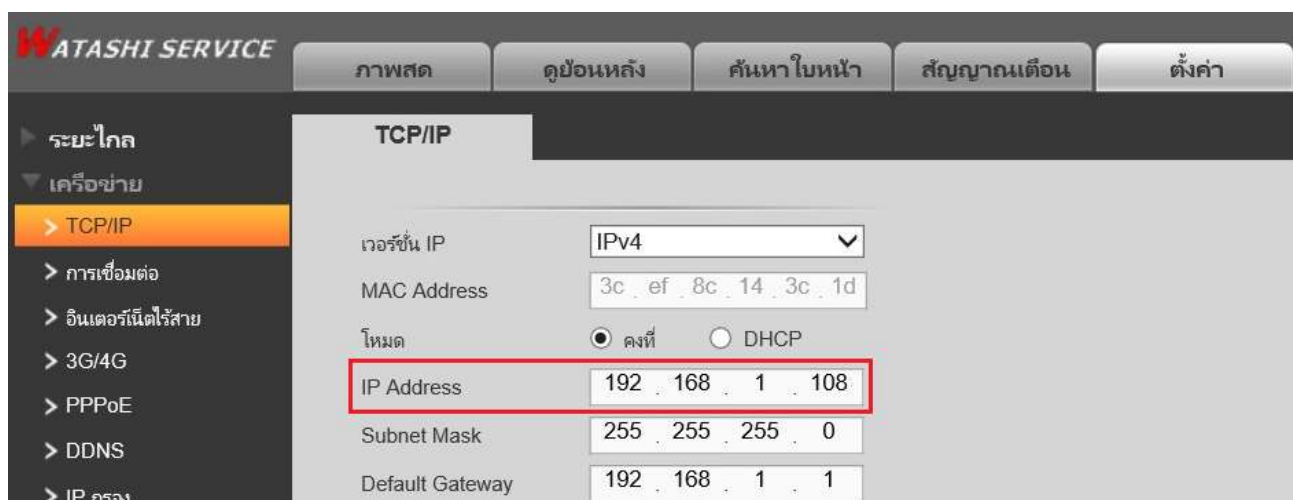 WATASHI SERVICE
ภาพสด ดูย้อนหลัง ค้นหาใบหน้า สัญญาณเตือน ตั้งค่า
ระยะไกล
เครือข่าย
TCP/IP
การเชื่อมต่อ
อินเตอร์เน็ตไร้สาย
3G/4G
PPPoE
DDNS
IP กรอง
TCP/IP
เวอร์ชั่น IP IPv4
MAC Address 3c . ef . 8c . 14 . 3c . 1d
โหมด คงที่ DHCP
IP Address 192 . 168 . 1 . 108
Subnet Mask 255 . 255 . 255 . 0
Default Gateway 192 . 168 . 1 . 1